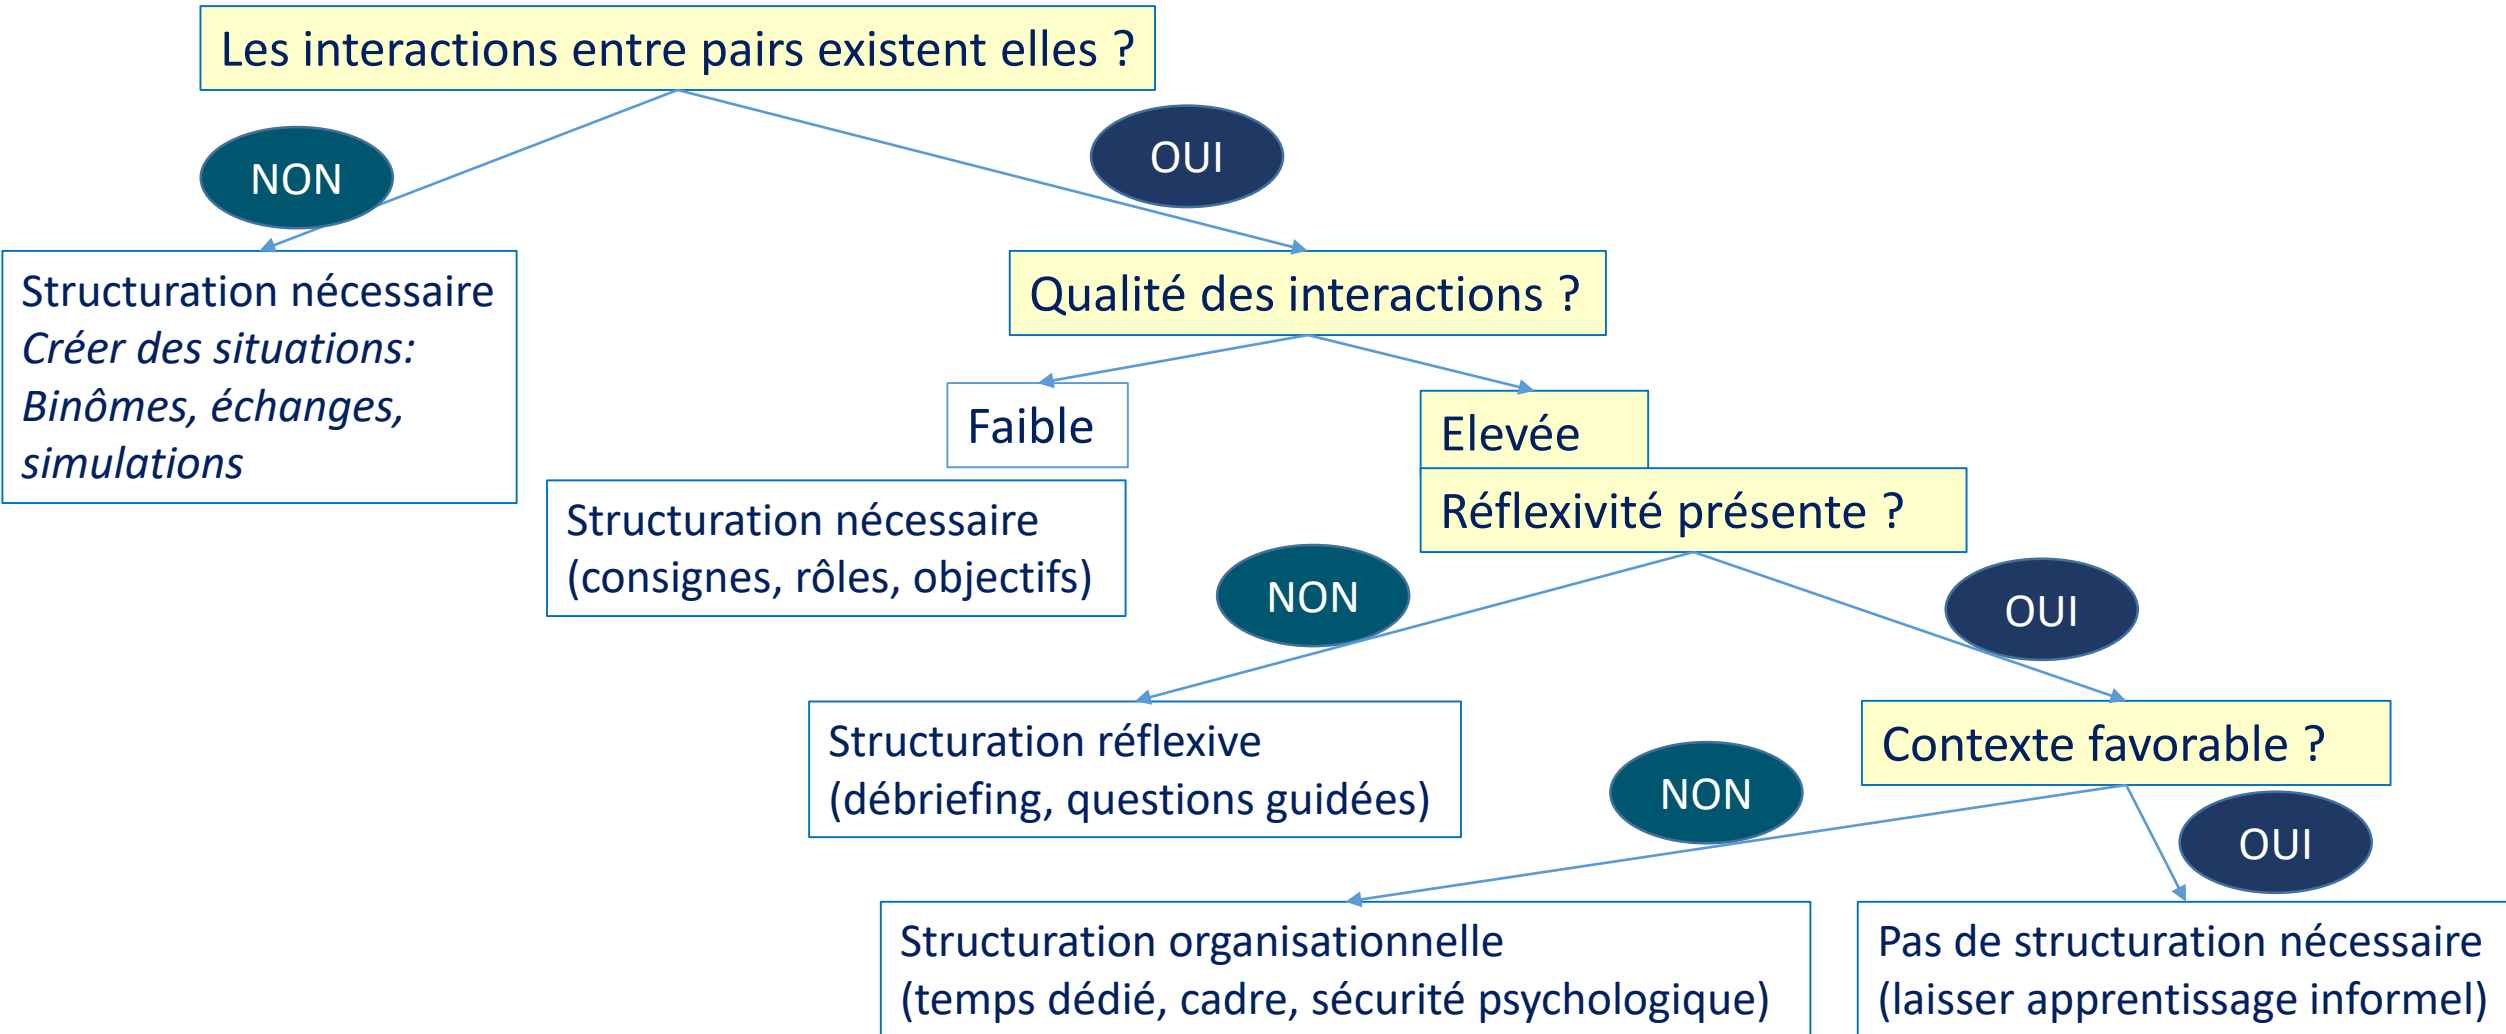 Les interactions entre pairs existent elles ?
NON
OUI
Structuration nécessaire
Créer des situations:
Binômes, échanges,
simulations
Qualité des interactions ?
Faible
Elevée
Structuration nécessaire
(consignes, rôles, objectifs)
Réflexivité présente ?
NON
OUI
Structuration réflexive
(débriefing, questions guidées)
Contexte favorable ?
NON
OUI
Structuration organisationnelle
(temps dédié, cadre, sécurité psychologique)
Pas de structuration nécessaire
(laisser apprentissage informel)